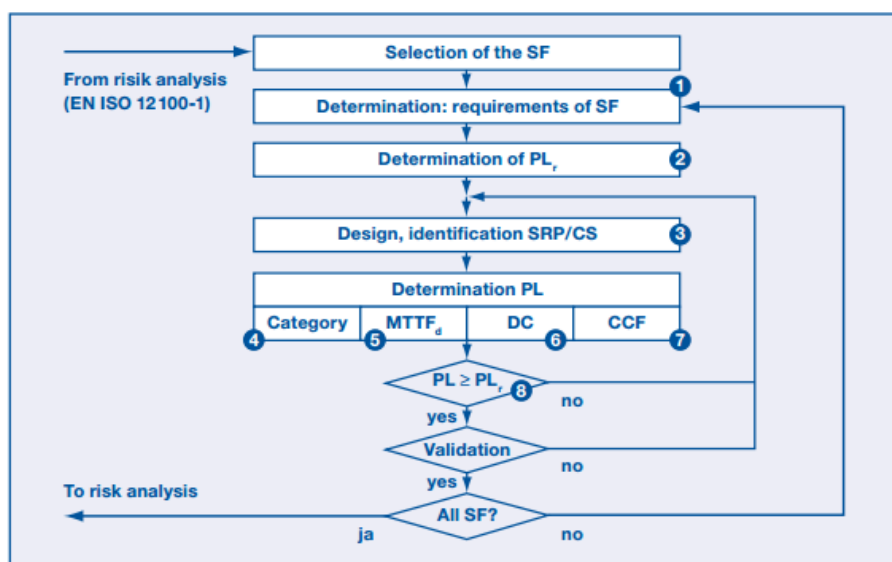 Selection of the SF
From risik analysis
(EN ISO 12100-1)
1
Determination: requirements of SF
Determination of PLr
2
Design, identification SRP/CS
3
Determination PL
Category
MTTFd
DC
CCF
4
5
6
7
PL ≥ PLr
8
no
yes
Validation
no
yes
To risk analysis
All SF?
ja
no